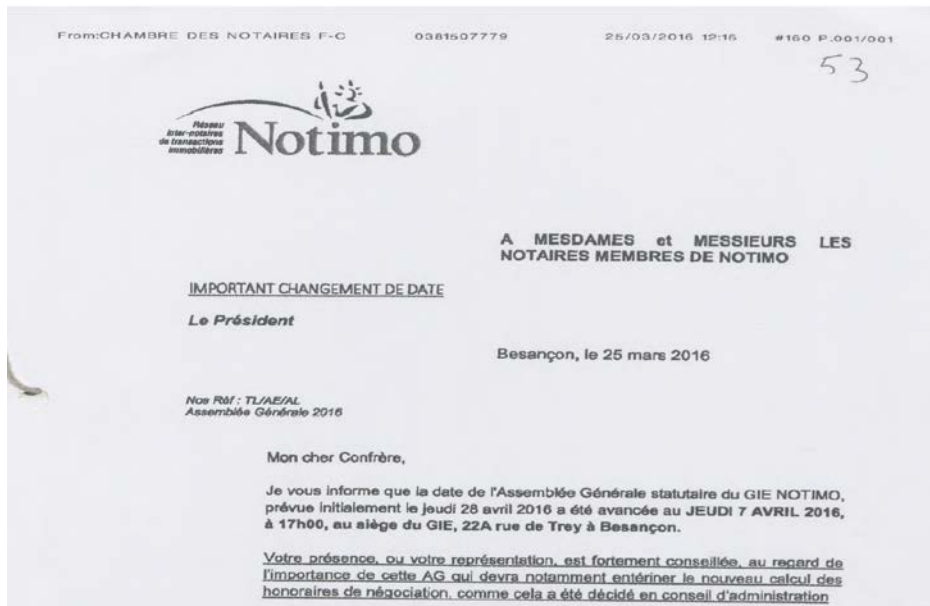 From:CHAMBRE DES NOTAIRES F-C 0381507779 25/03/2016 12:16 #160 P.001/001
53
Réseau
inter-notaires
de transactions
immobilières
Notimo
A MESDAMES et MESSIEURS LES
NOTAIRES MEMBRES DE NOTIMO
IMPORTANT CHANGEMENT DE DATE
Le Président
Besançon, le 25 mars 2016
Nos Réf : TL/AE/AL
Assemblée Générale 2016
Mon cher Confrère,
Je vous informe que la date de l'Assemblée Générale statutaire du GIE NOTIMO,
prévue initialement le jeudi 28 avril 2016 a été avancée au JEUDI 7 AVRIL 2016,
à 17h00, au siège du GIE, 22A rue de Trey à Besançon.
Votre présence, ou votre représentation, est fortement conseillée, au regard de
l'importance de cette AG qui devra notamment entériner le nouveau calcul des
honoraires de négociation, comme cela a été décidé en conseil d'administration